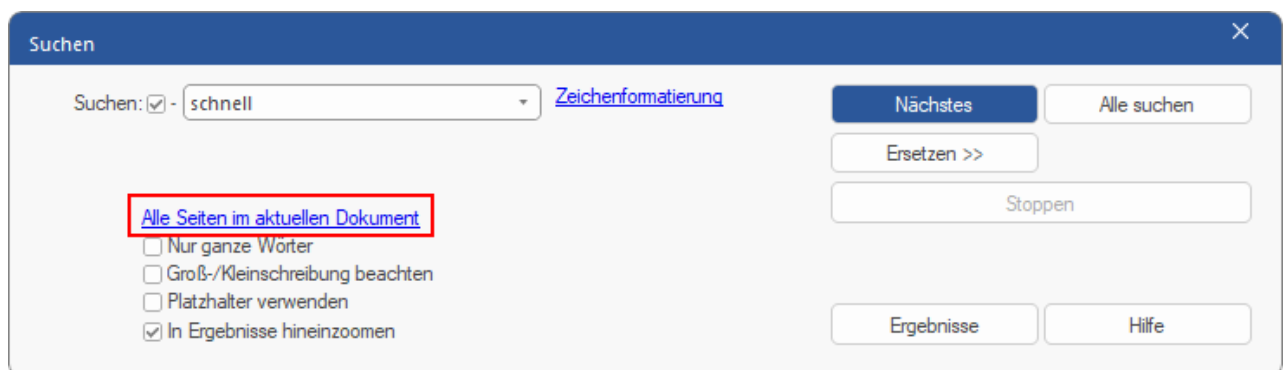 Suchen
Suchen: - schnell Zeichenformatierung Nächstes Alle suchen
Ersetzen >>
Stoppen
Alle Seiten im aktuellen Dokument
Nur ganze Wörter
Groß-/Kleinschreibung beachten
Platzhalter verwenden
In Ergebnisse hineinzoomen Ergebnisse Hilfe